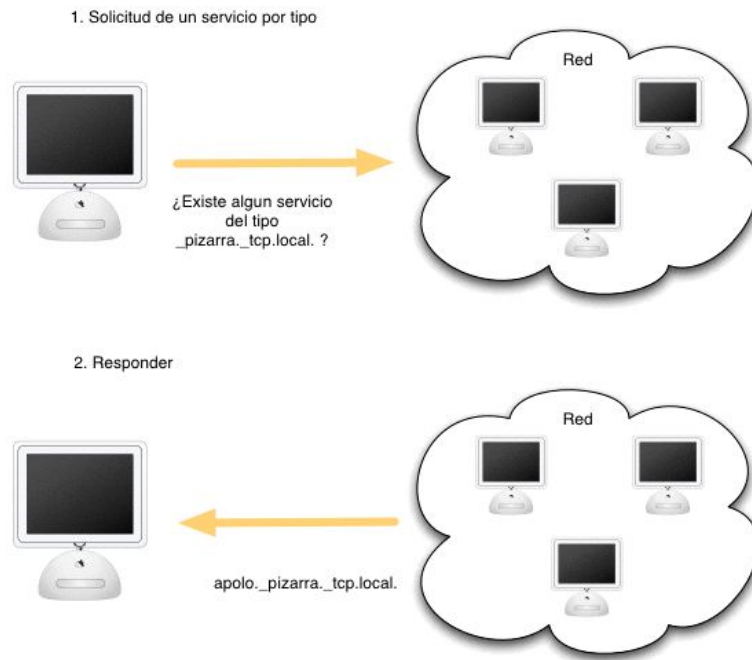 1. Solicitud de un servicio por tipo
Red
¿Existe algun servicio
del tipo
_pizarra._tcp.local. ?
2. Responder
Red
apolo._pizarra._tcp.local.